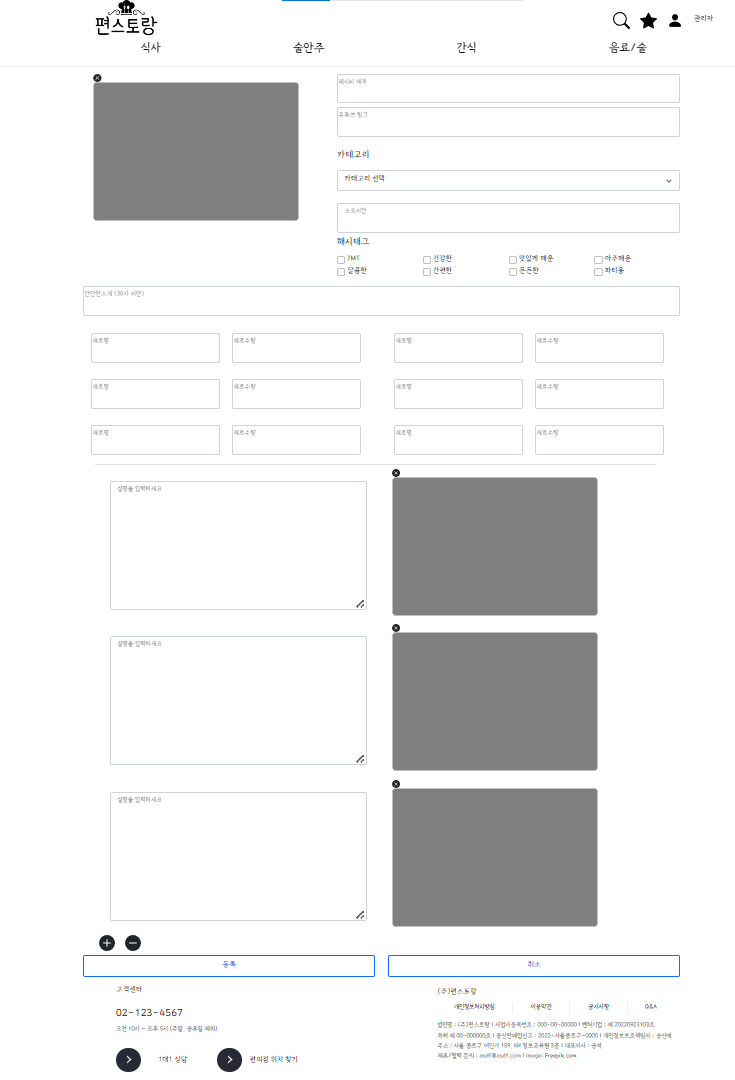 편스토랑
관리자
식사 술안주 간식 음료/술
레시피 제목
유튜브 링크
카테고리
카테고리 선택
소요시간
해시태그
JMT 건강한 맛있게 매운 아주매운
달콤한 간편한 든든한 파티용
간단한소개 (30자 미만)
재료명 재료수량 재료명 재료수량
재료명 재료수량 재료명 재료수량
재료명 재료수량 재료명 재료수량
설명을 입력하세요
설명을 입력하세요
설명을 입력하세요
등록 취소
고객센터
02-123-4567
오전 10시 ~ 오후 5시 (주말, 공휴일 제외)
1대1 상담 편의점 위치 찾기
(주)편스토랑
개인정보처리방침 이용약관 공지사항 Q&A
법인명 : (주)편스토랑 I 사업자등록번호 : 000-00-00000 I 벤처기업 : 제 20220923103호
특허 제 00-000000호 I 통신판매업신고 : 2022-서울종로구-0000 I 개인정보보호책임자 : 송선애
주소 : 서울 종로구 어딘가 159, KH 정보교육원 3층 I 대표이사 : 공석
제휴/협력 문의 : asdf@asdf.com I image: Freepik.com